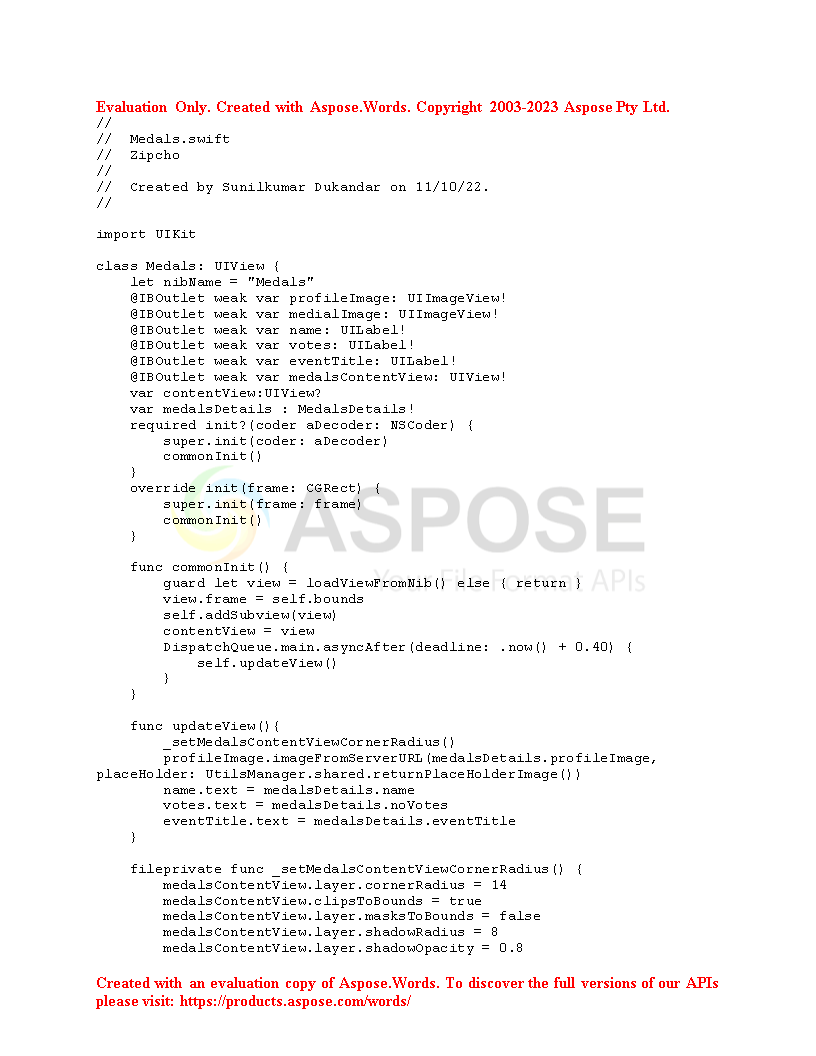 Evaluation Only. Created with Aspose.Words. Copyright 2003-2023 Aspose Pty Ltd.
//
//  Medals.swift
//  Zipcho
//
//  Created by Sunilkumar Dukandar on 11/10/22.
//
import UIKit
class Medals: UIView {
    let nibName = "Medals"
    @IBOutlet weak var profileImage: UIImageView!
    @IBOutlet weak var medialImage: UIImageView!
    @IBOutlet weak var name: UILabel!
    @IBOutlet weak var votes: UILabel!
    @IBOutlet weak var eventTitle: UILabel!
    @IBOutlet weak var medalsContentView: UIView!
    var contentView:UIView?
    var medalsDetails : MedalsDetails!
    required init?(coder aDecoder: NSCoder) {
        super.init(coder: aDecoder)
        commonInit()
    }
    override init(frame: CGRect) {
        super.init(frame: frame)
        commonInit()
    }
ASPOSE
    func commonInit() {
        guard let view = loadViewFromNib() else { return }
Your File Format APIs
        view.frame = self.bounds
        self.addSubview(view)
        contentView = view
        DispatchQueue.main.asyncAfter(deadline: .now() + 0.40) {
            self.updateView()
        }
    }
    func updateView(){
        _setMedalsContentViewCornerRadius()
        profileImage.imageFromServerURL(medalsDetails.profileImage,
placeHolder: UtilsManager.shared.returnPlaceHolderImage())
        name.text = medalsDetails.name
        votes.text = medalsDetails.noVotes
        eventTitle.text = medalsDetails.eventTitle
    }
    fileprivate func _setMedalsContentViewCornerRadius() {
        medalsContentView.layer.cornerRadius = 14
        medalsContentView.clipsToBounds = true
        medalsContentView.layer.masksToBounds = false
        medalsContentView.layer.shadowRadius = 8
        medalsContentView.layer.shadowOpacity = 0.8
Created with an evaluation copy of Aspose.Words. To discover the full versions of our APIs
please visit: https://products.aspose.com/words/